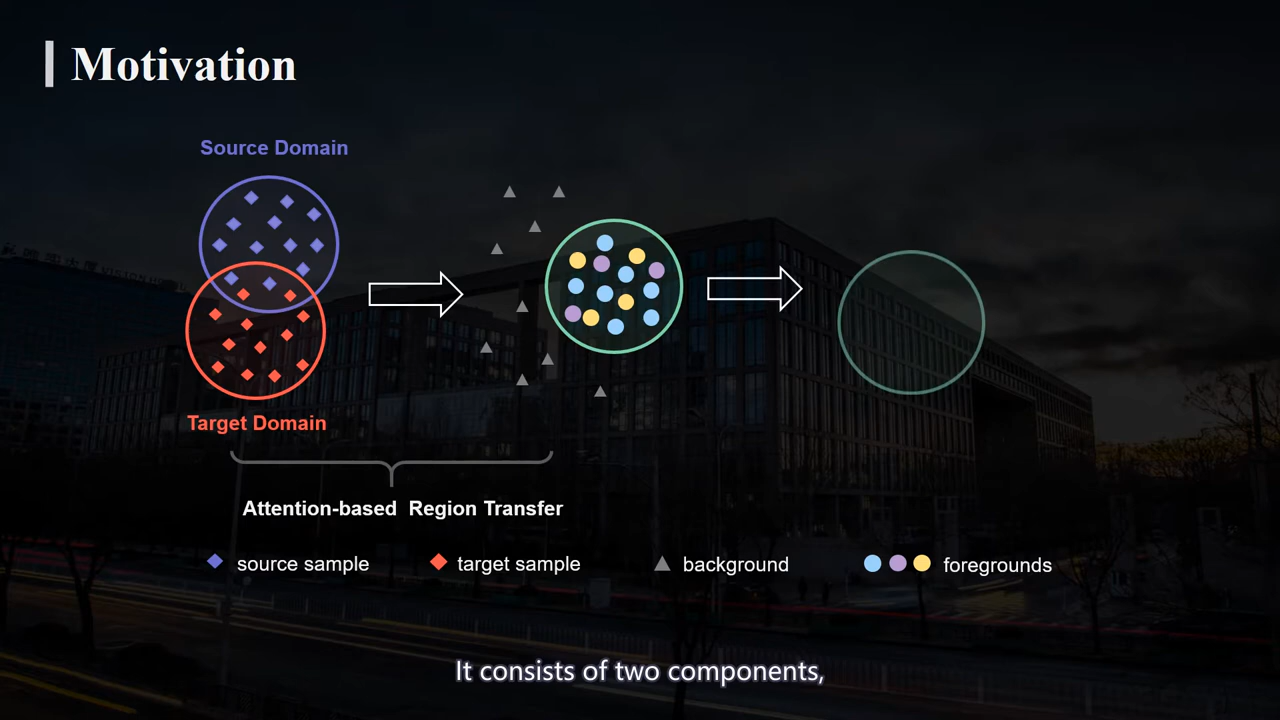 Motivation
Source Domain
Target Domain
Attention-based Region Transfer
source sample
target sample
background
foregrounds
It consists of two components,